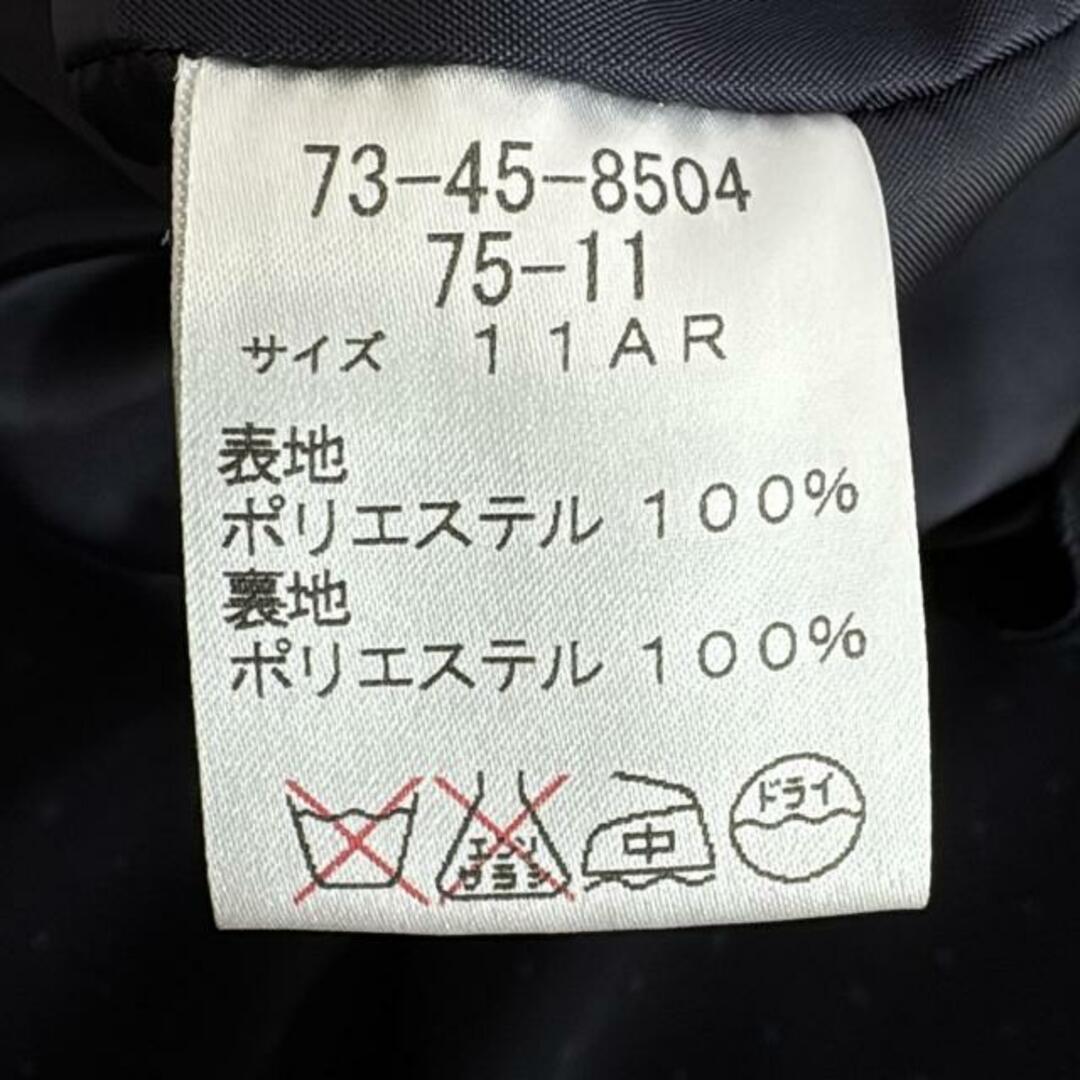 73-45-8504
75-11
サイズ 11AR
表地
ポリエステル 100%
裏地
ポリエステル 100%
エンソ
サラシ
中
ドライ